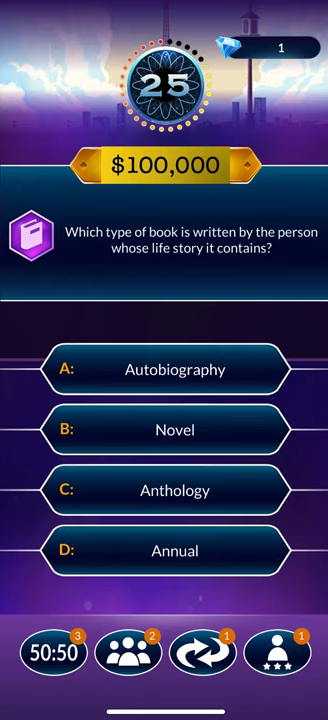 1
25
$100,000
Which type of book is written by the person
whose life story it contains?
A: Autobiography
B: Novel
C: Anthology
D: Annual
3
2
1
1
50:50